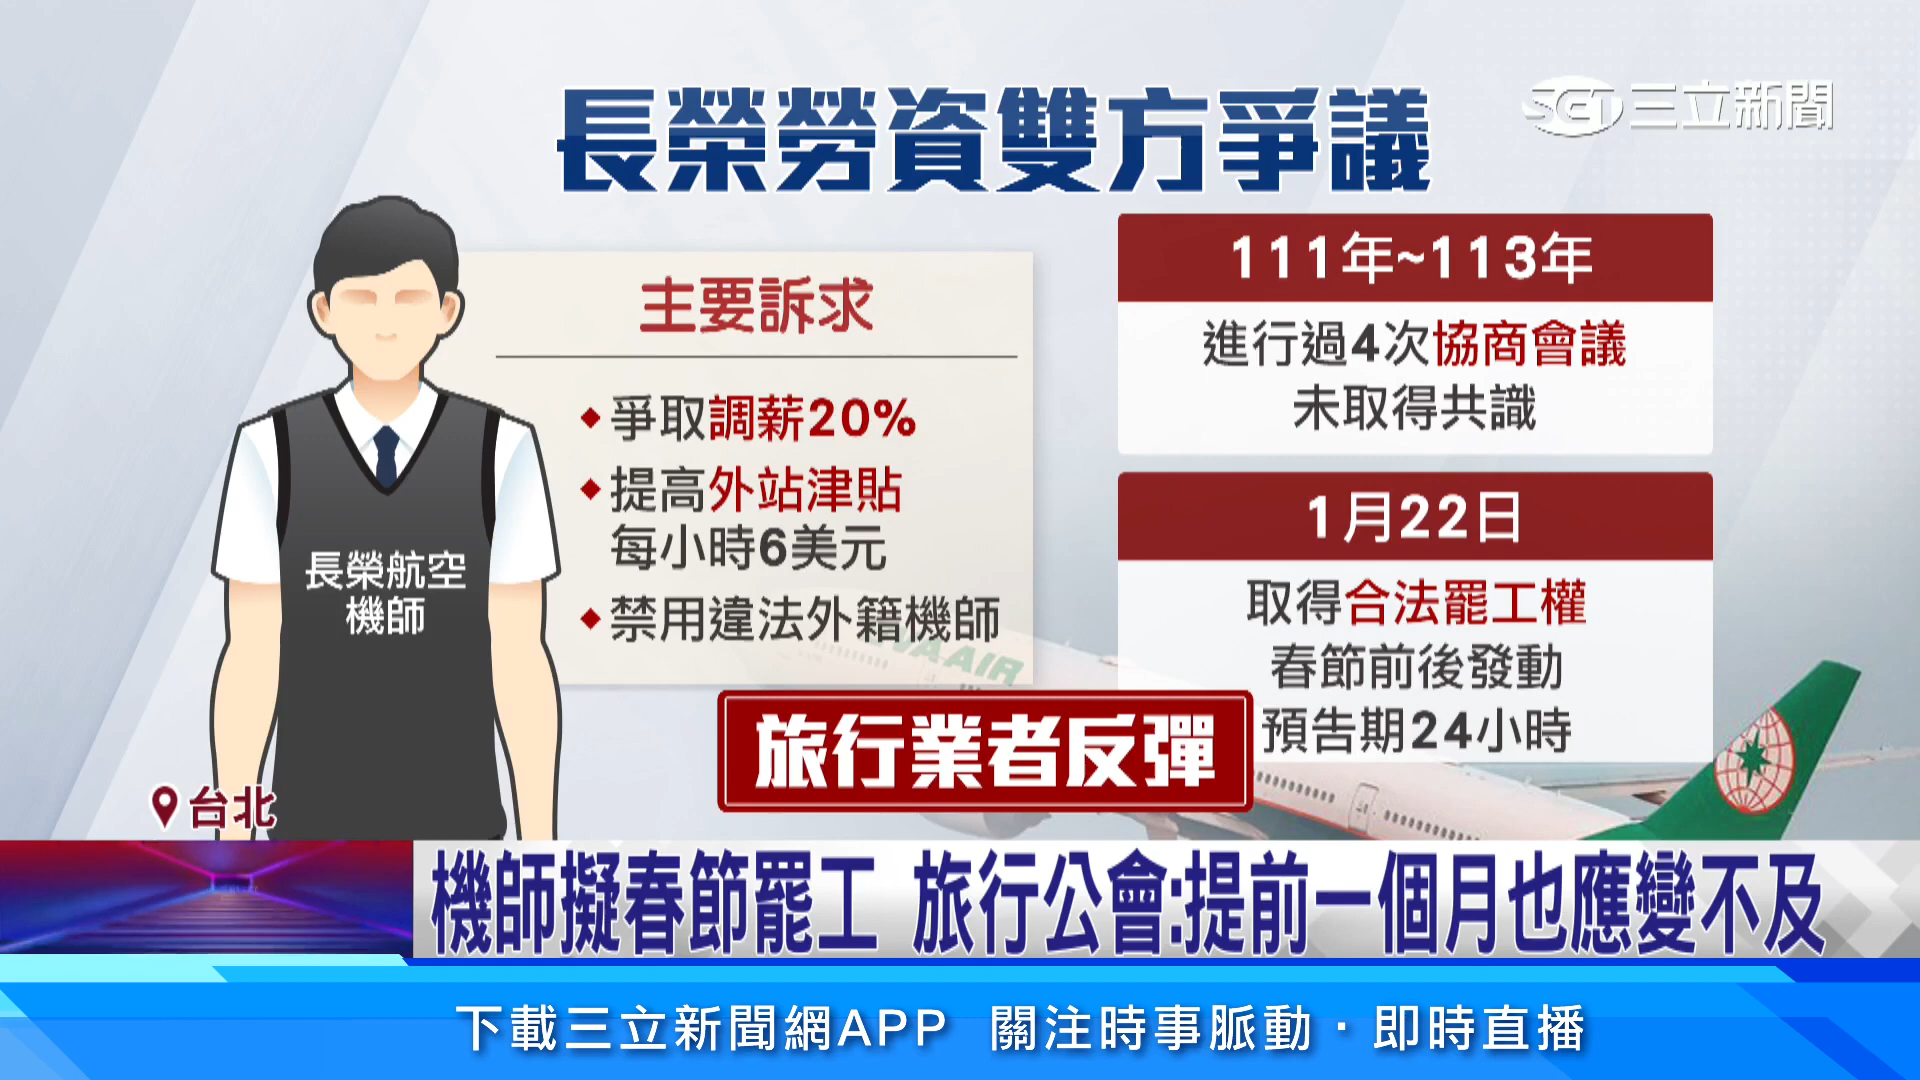 長榮勞資雙方爭議
SET三立新聞
主要訴求
爭取調薪20%
提高外站津貼
每小時6美元
禁用違法外籍機師
長榮航空
機師
111年~113年
進行過4次協商會議
未取得共識
1月22日
取得合法罷工權
春節前後發動
預告期24小時
旅行業者反彈
台北
機師擬春節罷工 旅行公會:提前一個月也應變不及
下載三立新聞網APP 關注時事脈動·即時直播